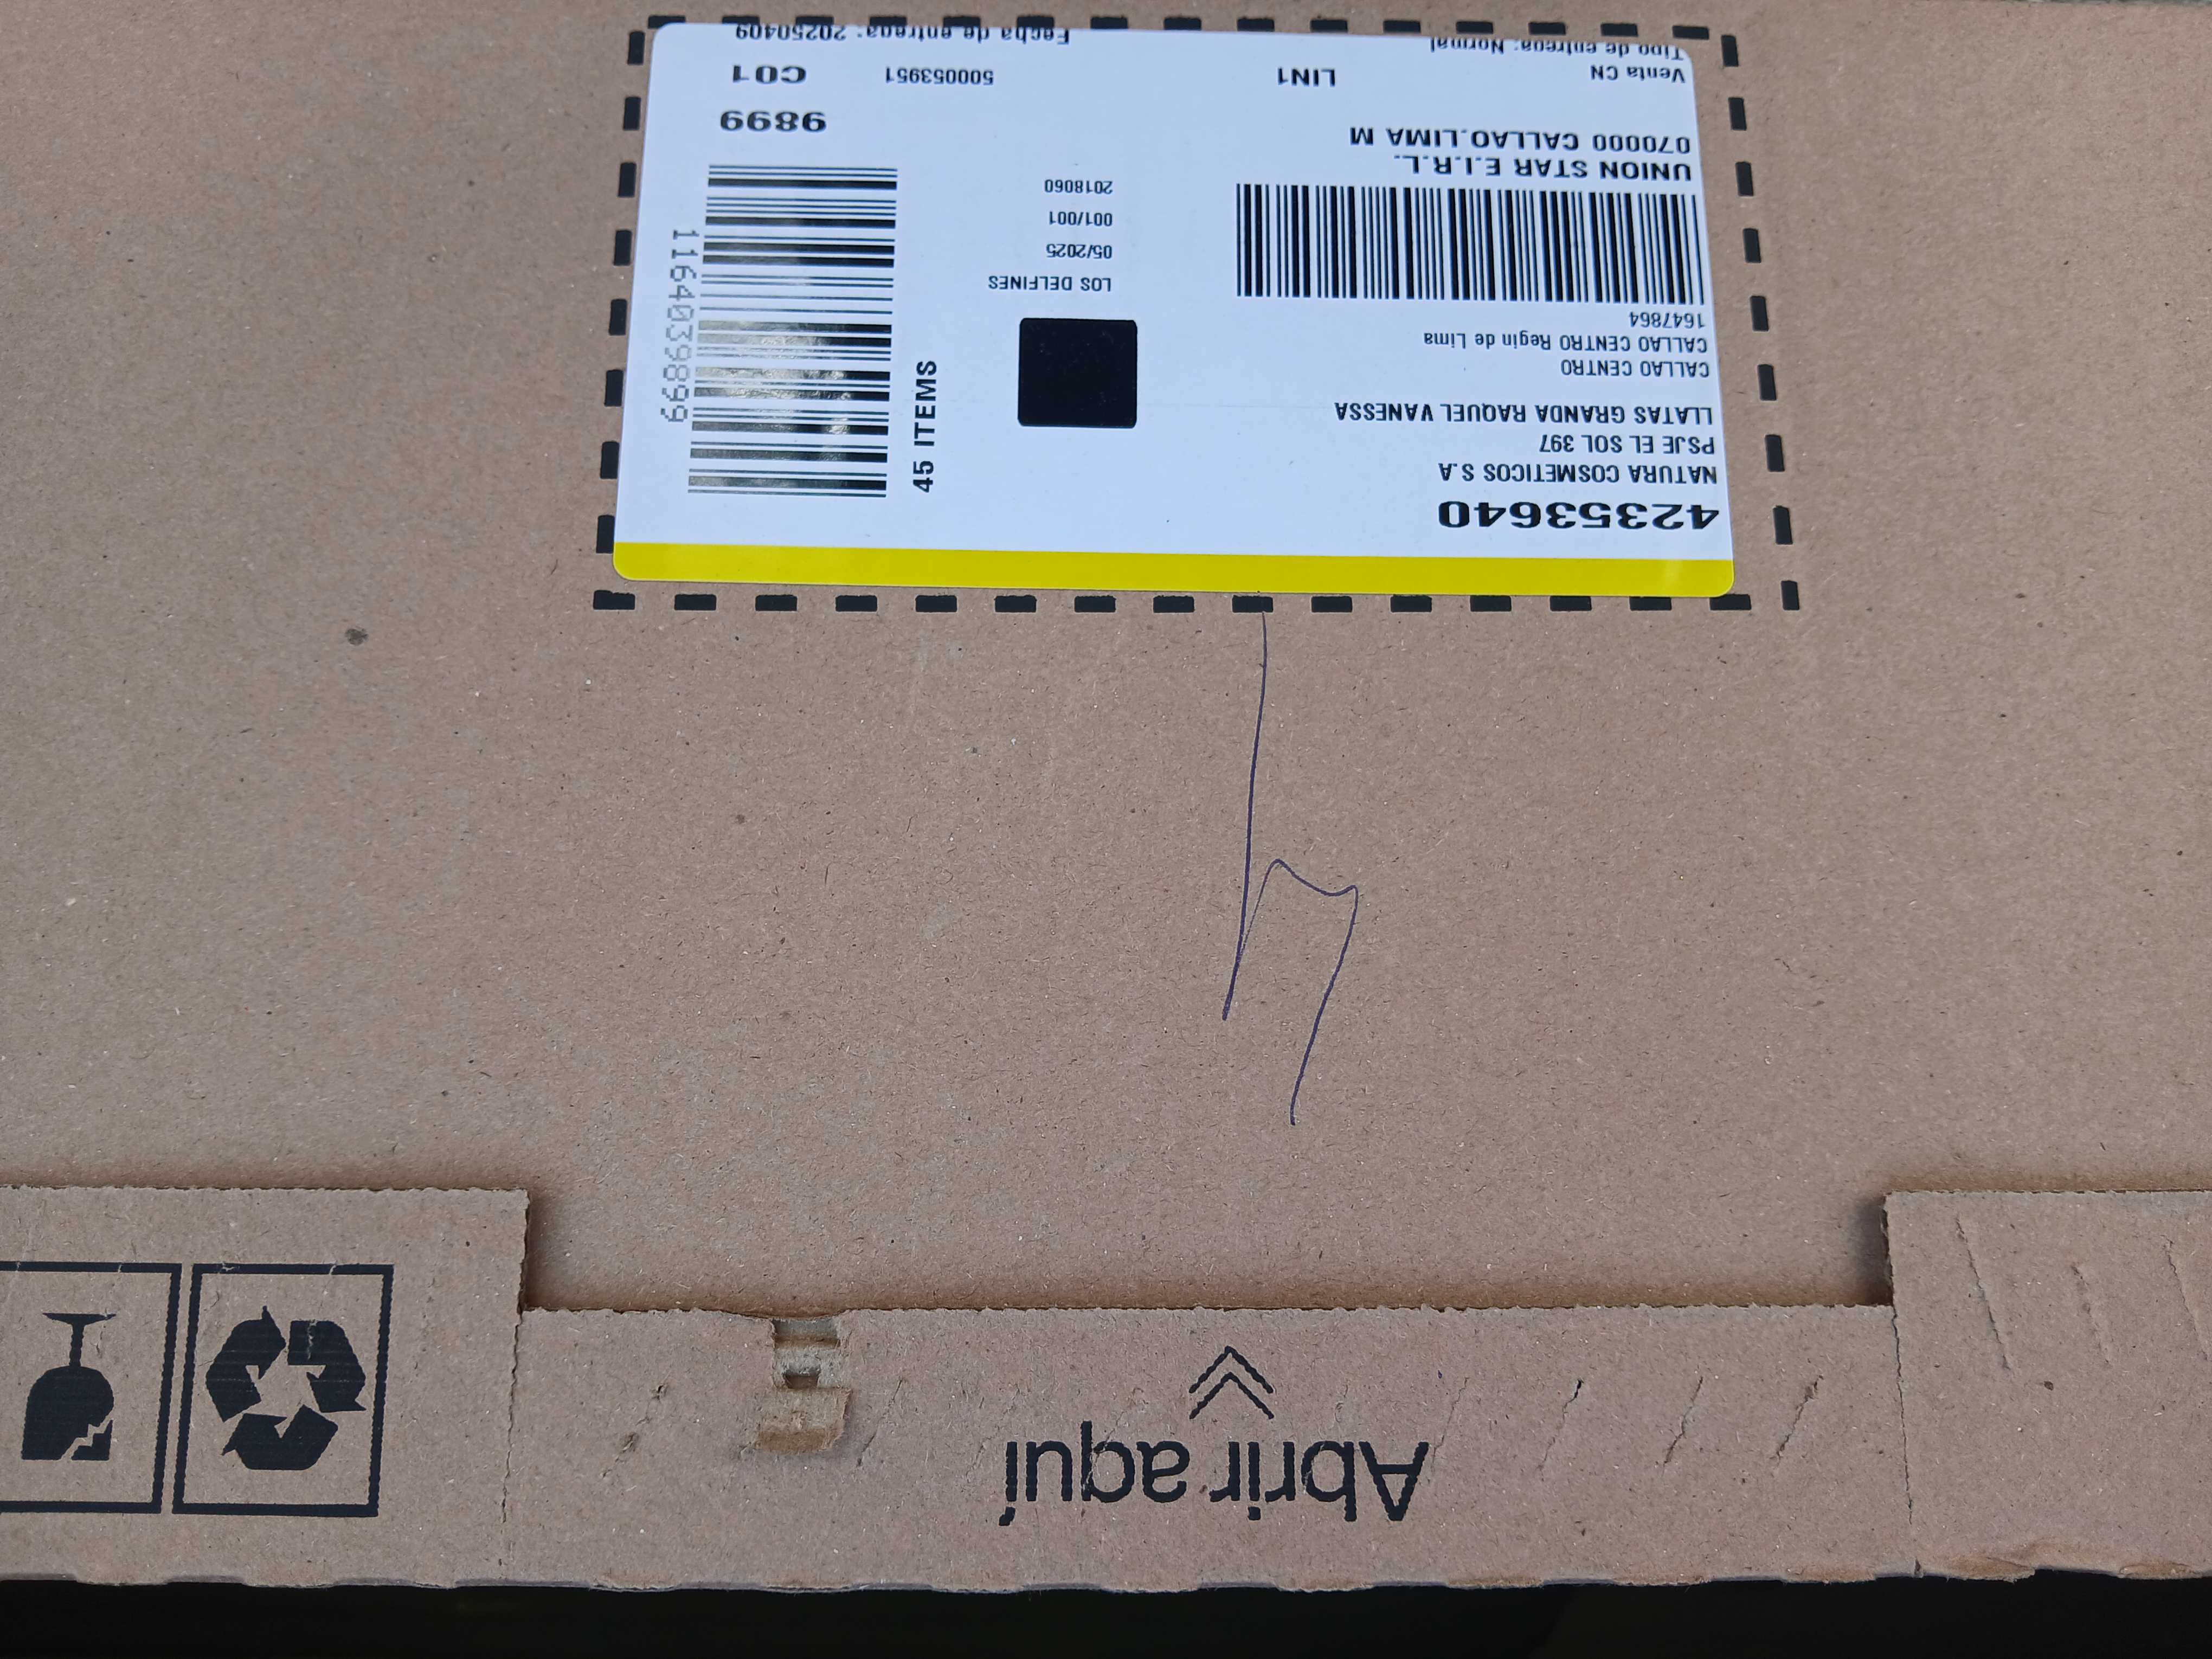 42353640
NATURA COSMETICOS S.A
PSJE EL SOL 397
LLATAS GRANDA RAQUEL VANESSA
CALLAO CENTRO
CALLAO CENTRO Regin de Lima
1647864
UNION STAR E.I.R.L.
070000 CALLAO.LIMA M
Venta CN
LIN1
Tipo de entrega: Normal
LOS DELFINES
05/2025
001/001
2018060
500053951
Fecha de entrega: 20250409
45 ITEMS
1164039899
9899
C01
Abrir aquí